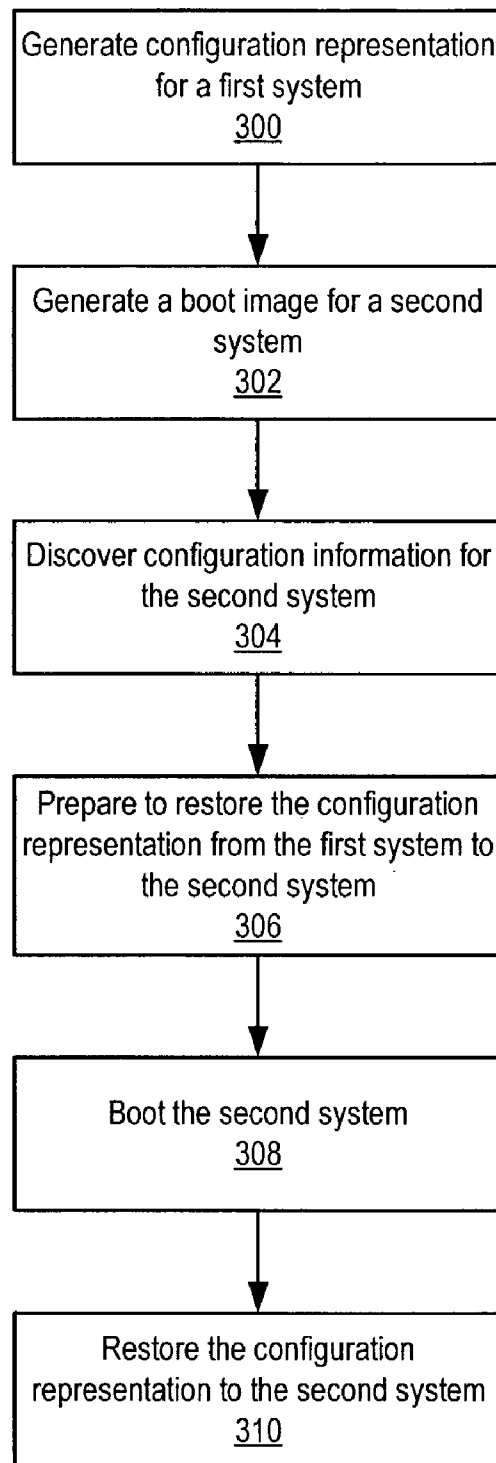 Generate configuration representation
for a first system
300
Generate a boot image for a second
system
302
Discover configuration information for
the second system
304
Prepare to restore the configuration
representation from the first system to
the second system
306
Boot the second system
308
Restore the configuration
representation to the second system
310